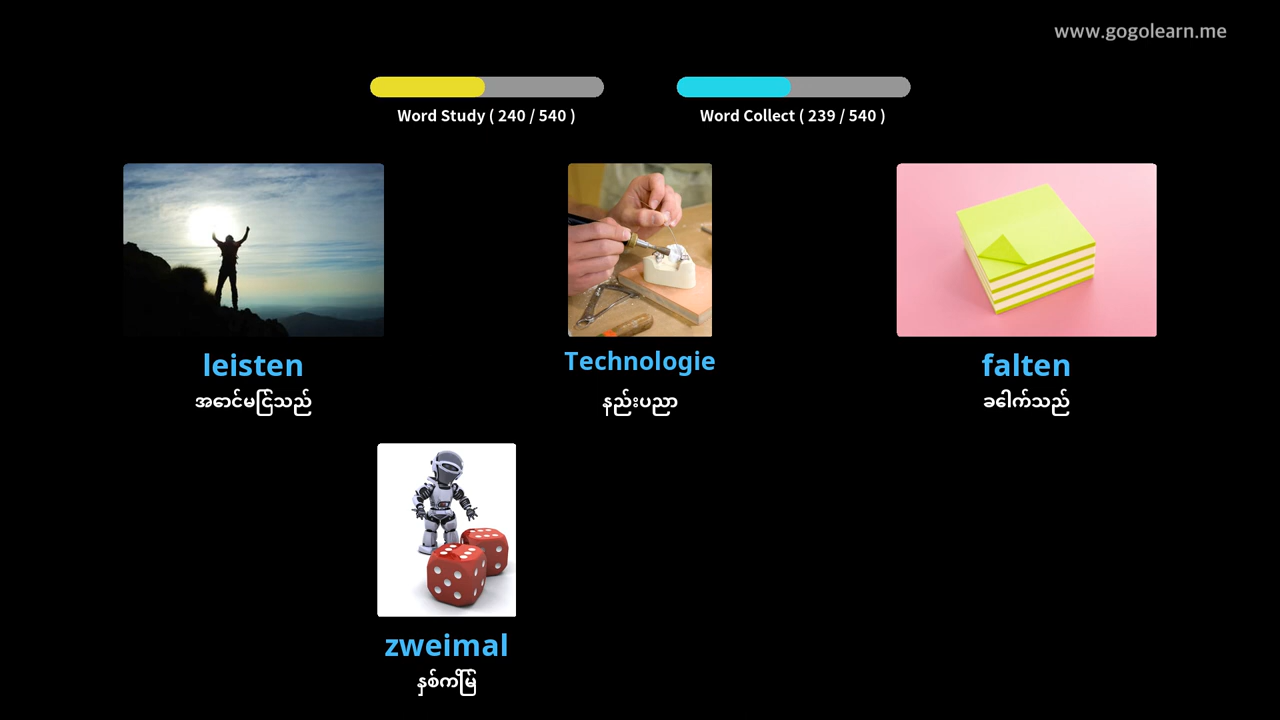 www.gogolearn.me
Word Study ( 240 / 540 )
Word Collect ( 239 / 540 )
leisten
Technologie
falten
အောင်မြင်သည်
နည်းပညာ
ခေါက်သည်
zweimal
နှစ်ကြိမ်